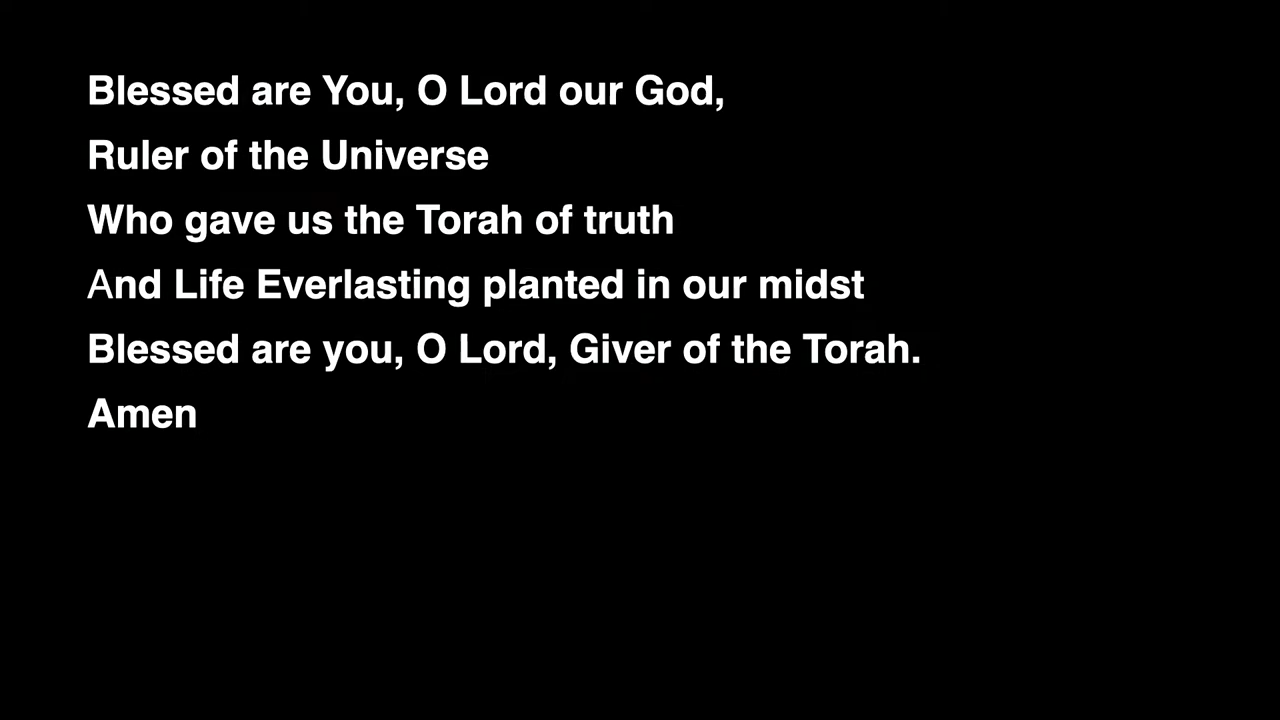 Blessed are You, O Lord our God,
Ruler of the Universe
Who gave us the Torah of truth
And Life Everlasting planted in our midst
Blessed are you, O Lord, Giver of the Torah.
Amen